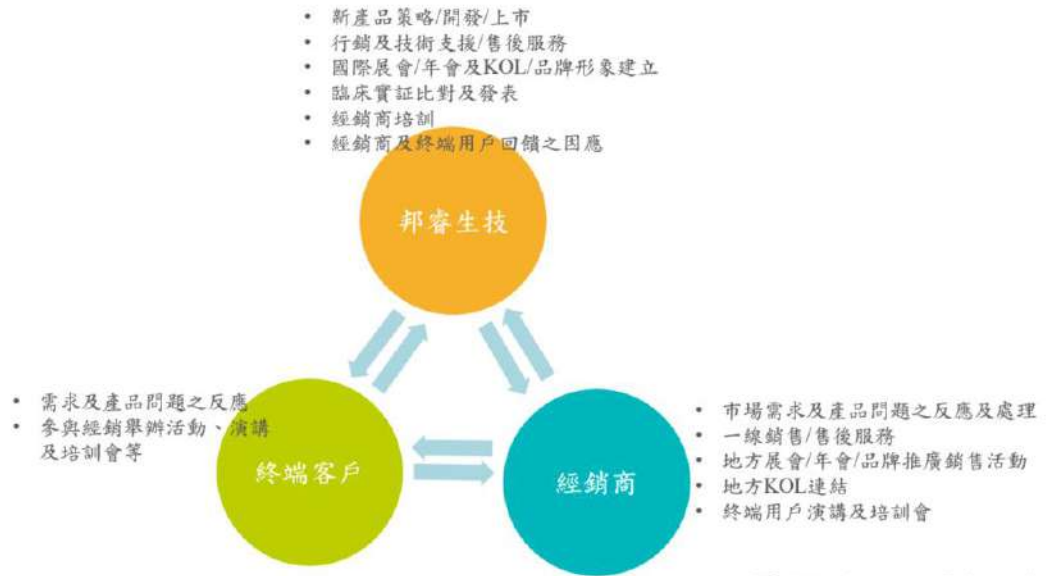 • 新產品策略/開發/上市
• 行銷及技術支援/售後服務
• 國際展會/年會及KOL/品牌形象建立
• 臨床實証比對及發表
• 經銷商培訓
• 經銷商及終端用戶回饋之因應
邦睿生技
• 需求及產品問題之反應
• 參與經銷舉辦活動、演講
及培訓會等
終端客戶
經銷商
• 市場需求及產品問題之反應及處理
• 一線銷售/售後服務
• 地方展會/年會/品牌推廣銷售活動
• 地方KOL連結
• 終端用戶演講及培訓會